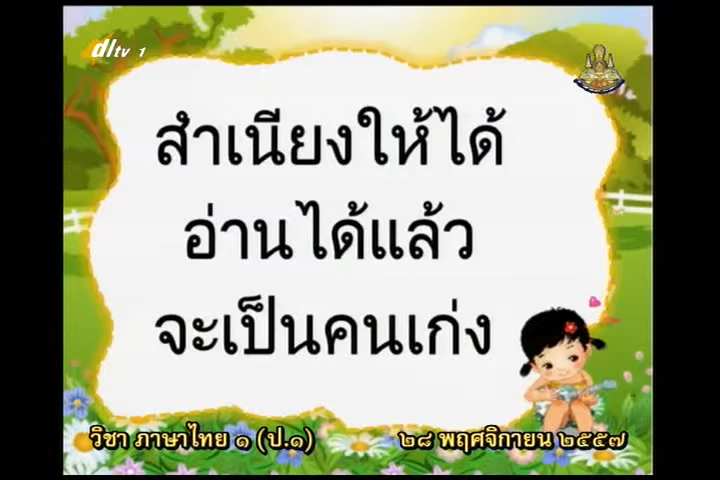 dltv 1
สำเนียงให้ได้
อ่านได้แล้ว
จะเป็นคนเก่ง
วิชา ภาษาไทย ๑ (ป.๑)
๒๘ พฤศจิกายน ๒๕๕๗